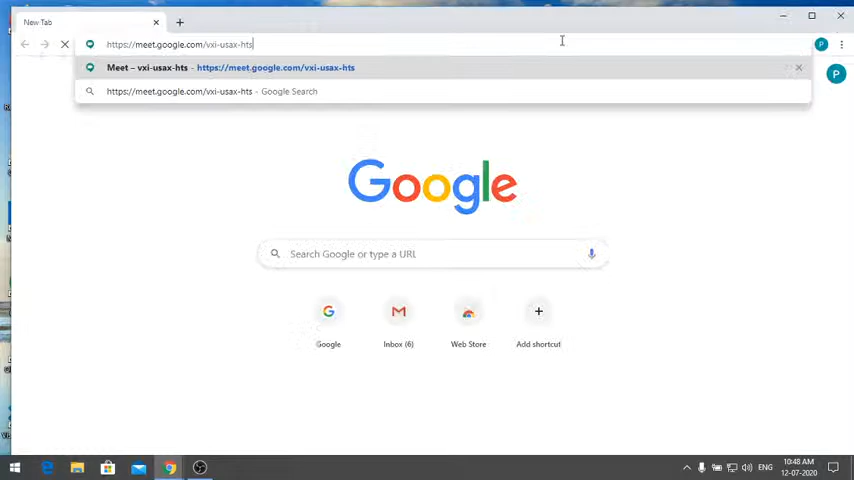 New Tab
https://meet.google.com/vxi-usax-hts
P
Meet – vxi-usax-hts - https://meet.google.com/vxi-usax-hts
https://meet.google.com/vxi-usax-hts - Google Search
P
Google
Search Google or type a URL
Google
Inbox (6)
Web Store
Add shortcut
ENG
10:48 AM
12-07-2020